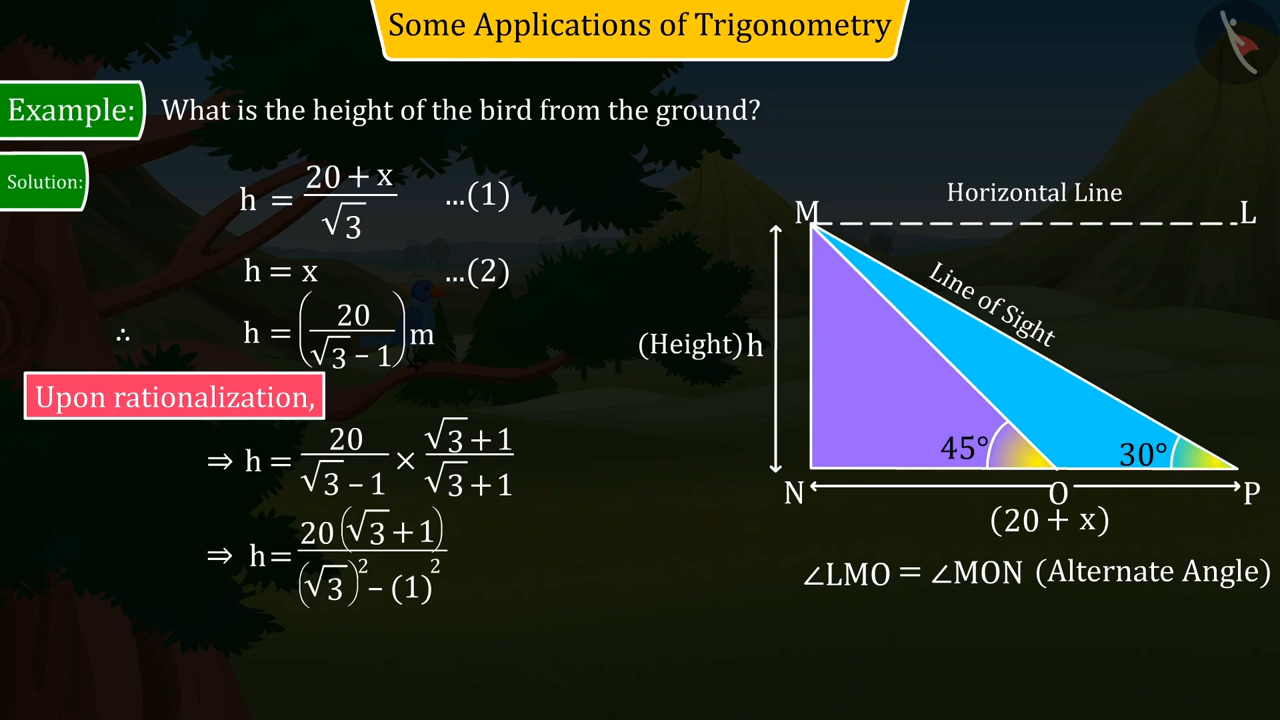 Some Applications of Trigonometry
Example: What is the height of the bird from the ground?
Solution:
h = (20 + x)/√3 ...(1)
h = x ...(2)
∴ h = (20/(√3 – 1)) m
Upon rationalization,
⇒ h = 20/(√3 – 1) × (√3 + 1)/(√3 + 1)
⇒ h = 20(√3 + 1)/((√3)² – (1)²)
Horizontal Line
M
L
Line of Sight
(Height) h
45°
30°
N
O
P
(20 + x)
∠LMO = ∠MON (Alternate Angle)